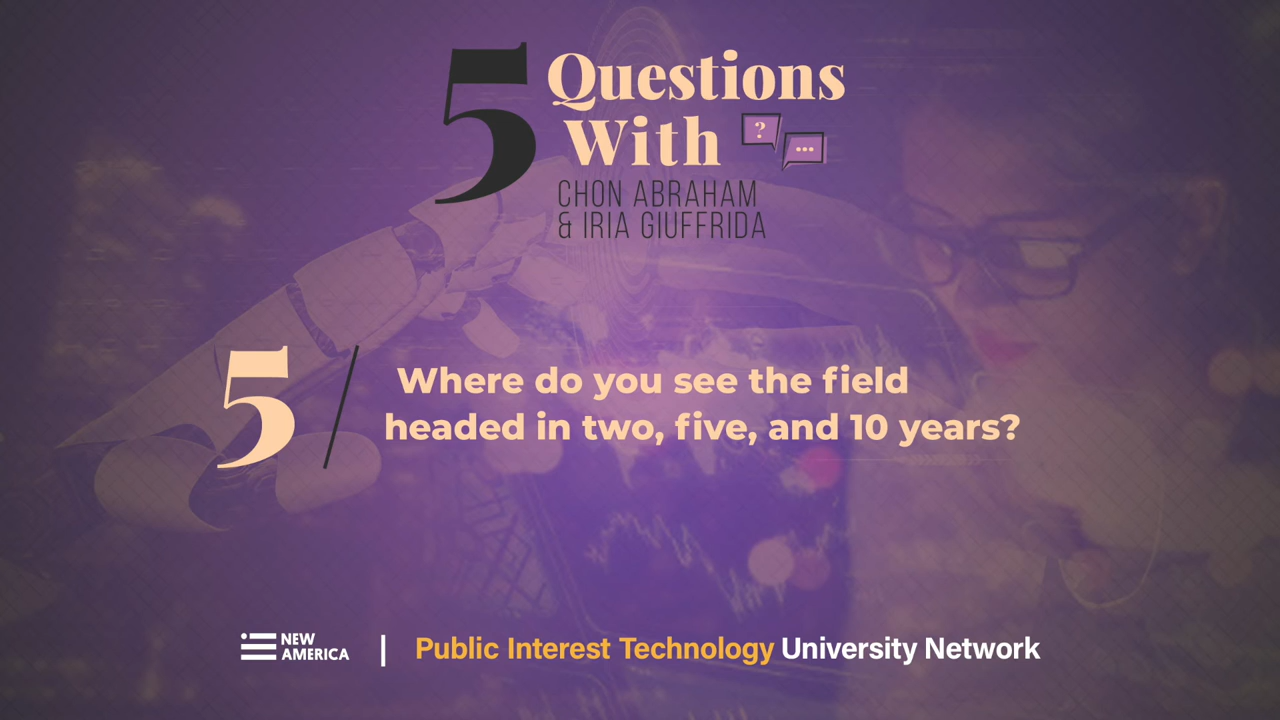 5 Questions
With ? ...
CHON ABRAHAM
& IRIA GIUFFRIDA
5 / Where do you see the field
headed in two, five, and 10 years?
NEW
AMERICA | Public Interest Technology University Network